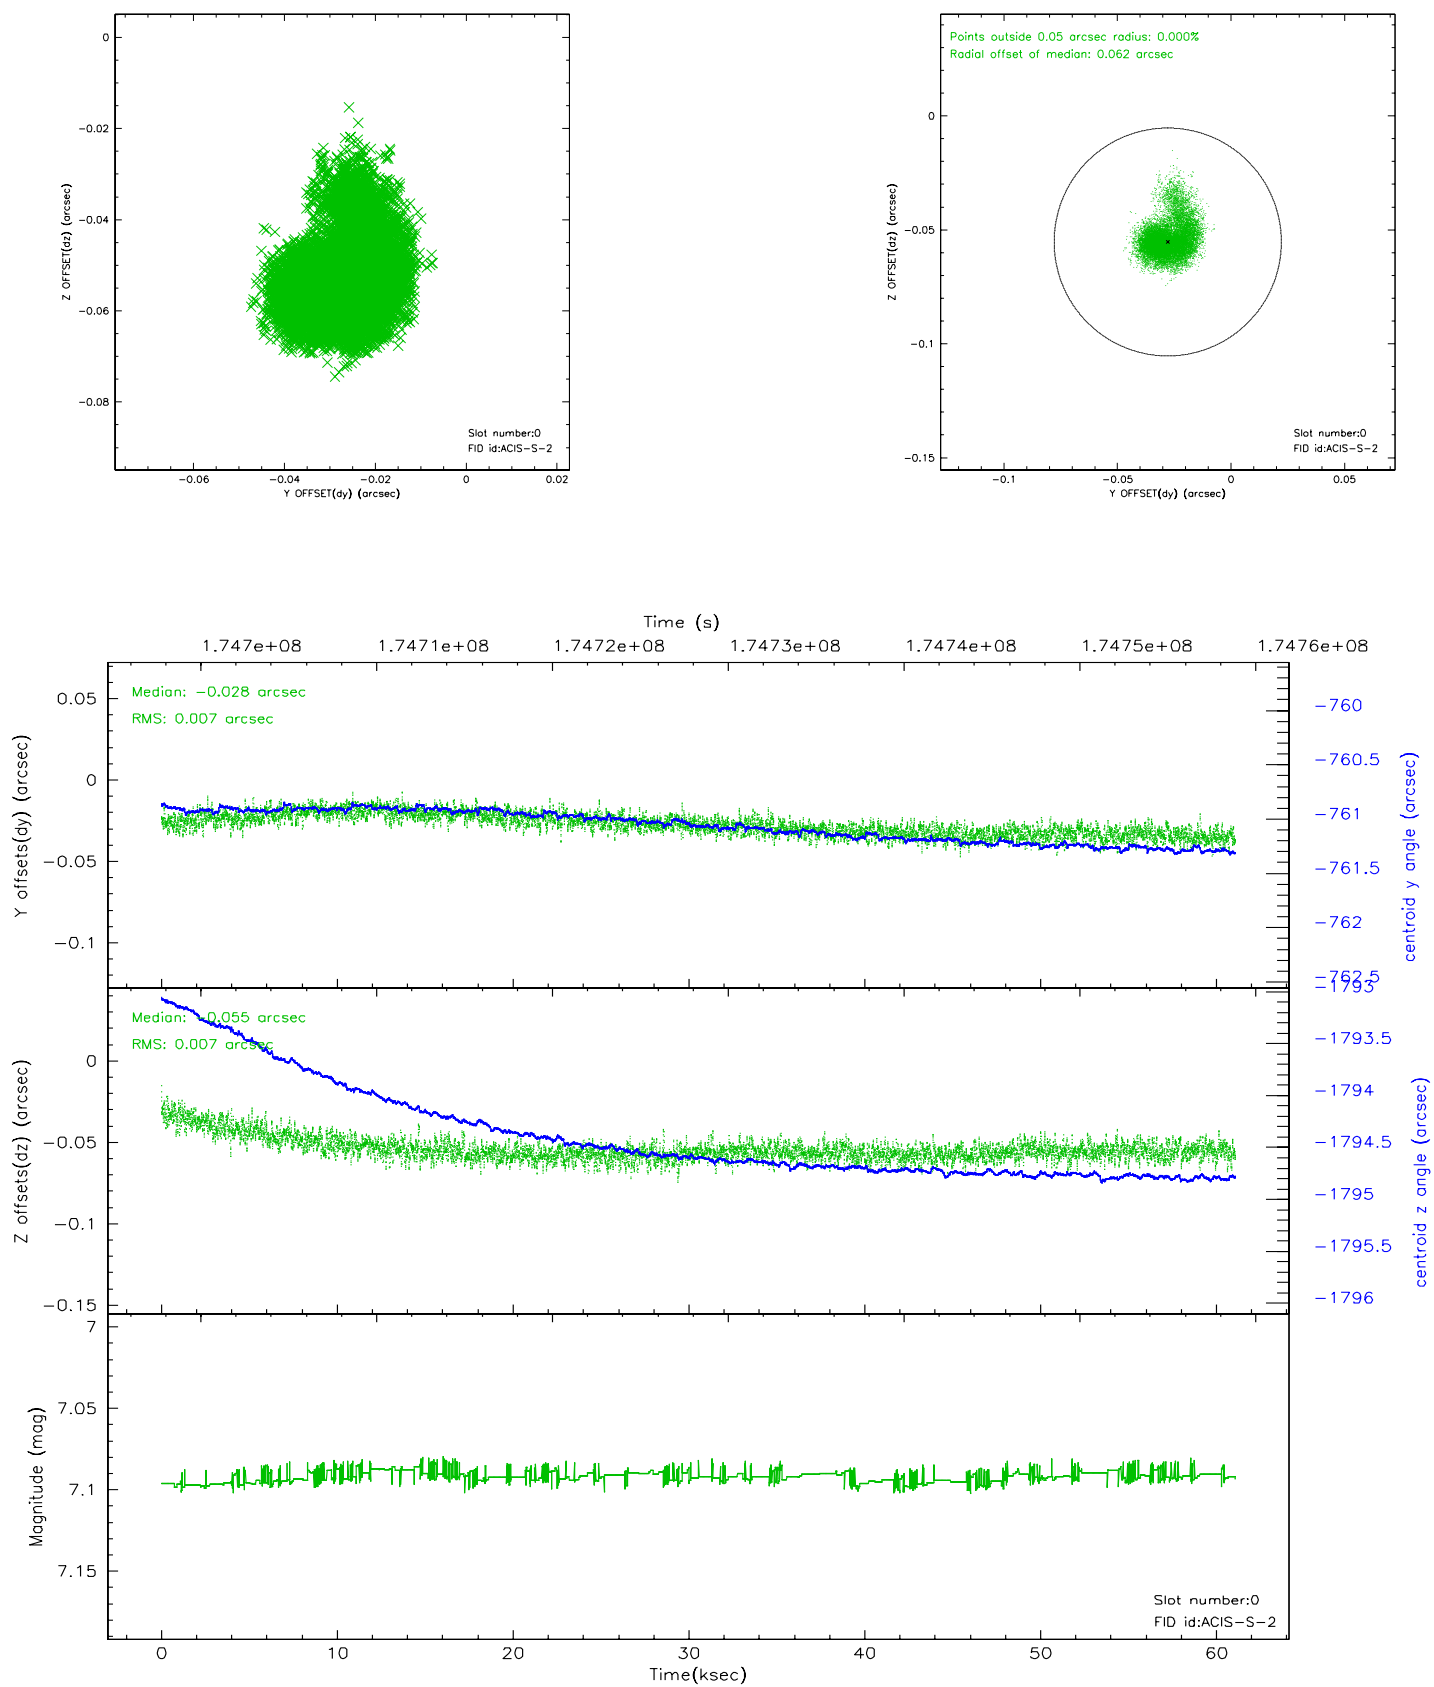 0
-0.02
-0.04
-0.06
-0.08
Z OFFSET(dz) (arcsec)
-0.06
-0.04
-0.02
0
0.02
Y OFFSET(dy) (arcsec)
Slot number:0
FID id:ACIS-S-2
Points outside 0.05 arcsec radius: 0.000%
Radial offset of median: 0.062 arcsec
0
-0.05
-0.1
-0.15
Z OFFSET(dz) (arcsec)
-0.1
-0.05
0
0.05
Y OFFSET(dy) (arcsec)
Slot number:0
FID id:ACIS-S-2
Time (s)
1.747e+08
1.7471e+08
1.7472e+08
1.7473e+08
1.7474e+08
1.7475e+08
1.7476e+08
Median: -0.028 arcsec
RMS: 0.007 arcsec
0.05
0
-0.05
-0.1
Y offsets(dy) (arcsec)
-760
-760.5
-761
-761.5
-762
-762.5
centroid y angle (arcsec)
Median: -0.055 arcsec
RMS: 0.007 arcsec
0
-0.05
-0.1
-0.15
Z offsets(dz) (arcsec)
-1793
-1793.5
-1794
-1794.5
-1795
-1795.5
-1796
centroid z angle (arcsec)
7
7.05
7.1
7.15
Magnitude (mag)
Slot number:0
FID id:ACIS-S-2
0
10
20
30
40
50
60
Time(ksec)